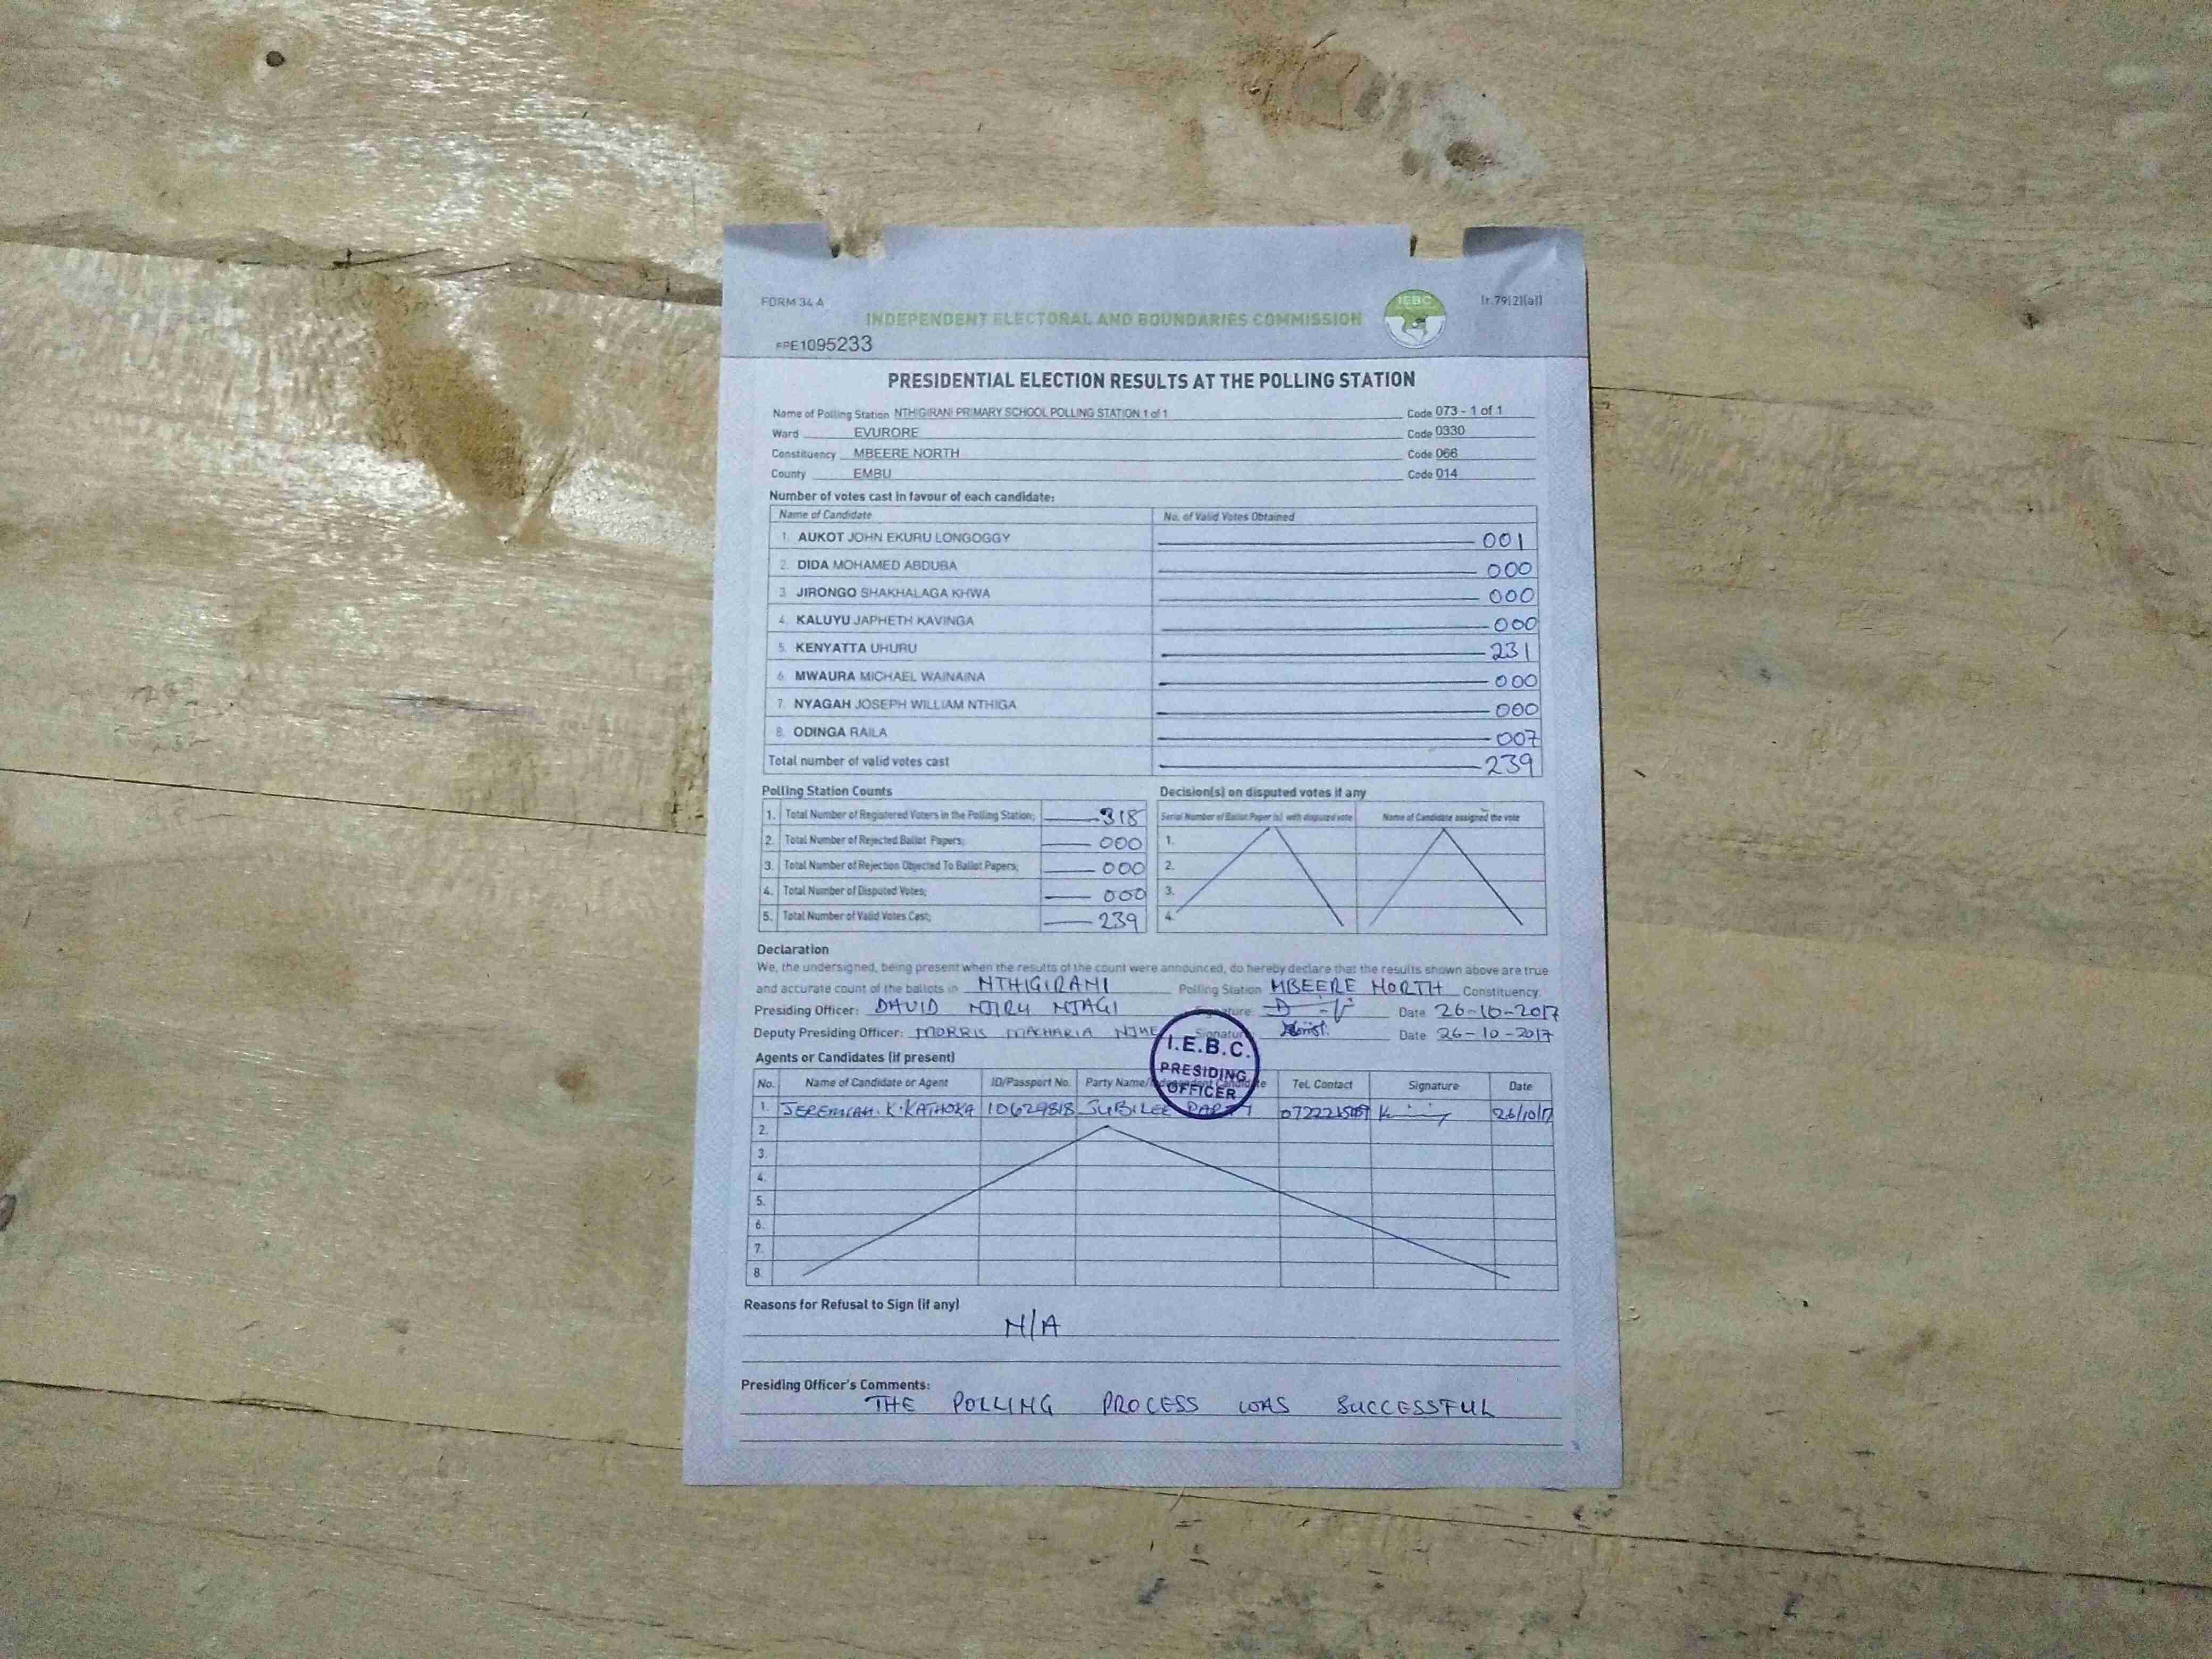 FORM 34 A
IEBC
[r.79(2)(a)]
INDEPENDENT ELECTORAL AND BOUNDARIES COMMISSION
FPE1095233
PRESIDENTIAL ELECTION RESULTS AT THE POLLING STATION
Name of Polling Station NTHIGIRANI PRIMARY SCHOOL POLLING STATION 1 of 1 Code 073 - 1 of 1
Ward EVURORE Code 0330
Constituency MBEERE NORTH Code 066
County EMBU Code 014
Number of votes cast in favour of each candidate:
Name of Candidate No. of Valid Votes Obtained
1. AUKOT JOHN EKURU LONGOGGY 001
2. DIDA MOHAMED ABDUBA 000
3. JIRONGO SHAKHALAGA KHWA 000
4. KALUYU JAPHETH KAVINGA 000
5. KENYATTA UHURU 231
6. MWAURA MICHAEL WAINAINA 000
7. NYAGAH JOSEPH WILLIAM NTHIGA 000
8. ODINGA RAILA 007
Total number of valid votes cast 239
Polling Station Counts
1. Total Number of Registered Voters in the Polling Station; 318
2. Total Number of Rejected Ballot Papers; 000
3. Total Number of Rejection Objected To Ballot Papers; 000
4. Total Number of Disputed Votes; 000
5. Total Number of Valid Votes Cast; 239
Decision(s) on disputed votes if any
Serial Number of Ballot Paper (s) with disputed vote Name of Candidate assigned the vote
1.
2.
3.
4.
Declaration
We, the undersigned, being present when the results of the count were announced, do hereby declare that the results shown above are true
and accurate count of the ballots in NTHIGIRANI Polling Station MBEERE NORTH Constituency.
Presiding Officer: DAVID NJIRU NJAGI Signature: Date 26-10-2017
Deputy Presiding Officer: MORRIS MACHARIA Signature Date 26-10-2017
I.E.B.C.
PRESIDING
OFFICER
Agents or Candidates (if present)
No. Name of Candidate or Agent ID/Passport No. Party Name/Independent Candidate Tel. Contact Signature Date
1. JEREMIAH. K. KATHOKA 10629818 JUBILEE PARTY 26/10/17
2.
3.
4.
5.
6.
7.
8.
Reasons for Refusal to Sign (if any)
N/A
Presiding Officer's Comments:
THE POLLING PROCESS WAS SUCCESSFUL